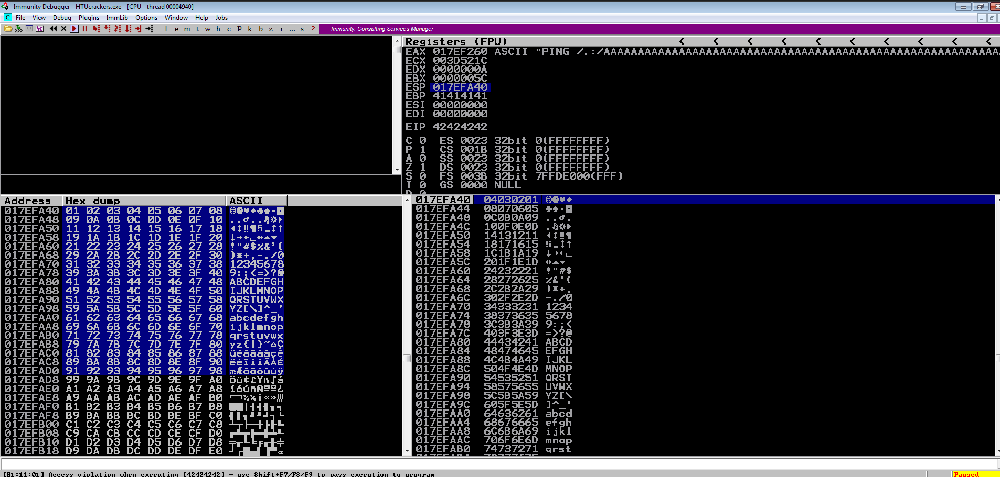 Immunity Debugger - HTUcrackers.exe - [CPU - thread 00004940]
C File View Debug Plugins ImmLib Options Window Help Jobs
l e m t w h c P k b z r ... s ? Immunity: Consulting Services Manager
Registers (FPU) < < < < < < < < < <
EAX 017EF260 ASCII "PING /.:/AAAAAAAAAAAAAAAAAAAAAAAAAAAAAAAAAAAAAAAAAAAAAAAAAAAAAAAAAA
ECX 003D521C
EDX 0000000A
EBX 0000005C
ESP 017EFA40
EBP 41414141
ESI 00000000
EDI 00000000
EIP 42424242
C 0 ES 0023 32bit 0(FFFFFFFF)
P 1 CS 001B 32bit 0(FFFFFFFF)
A 0 SS 0023 32bit 0(FFFFFFFF)
Z 1 DS 0023 32bit 0(FFFFFFFF)
S 0 FS 003B 32bit 7FFDE000(FFF)
T 0 GS 0000 NULL
D 0
Address Hex dump ASCII
017EFA40 01 02 03 04 05 06 07 08 ☺☻♥♦♣♠•◘
017EFA48 09 0A 0B 0C 0D 0E 0F 10 ..♂..♫☼►
017EFA50 11 12 13 14 15 16 17 18 ◄↕‼¶§▬↨↑
017EFA58 19 1A 1B 1C 1D 1E 1F 20 ↓→←∟↔▲▼
017EFA60 21 22 23 24 25 26 27 28 !"#$%&'(
017EFA68 29 2A 2B 2C 2D 2E 2F 30 )*+,-./0
017EFA70 31 32 33 34 35 36 37 38 12345678
017EFA78 39 3A 3B 3C 3D 3E 3F 40 9:;<=>?@
017EFA80 41 42 43 44 45 46 47 48 ABCDEFGH
017EFA88 49 4A 4B 4C 4D 4E 4F 50 IJKLMNOP
017EFA90 51 52 53 54 55 56 57 58 QRSTUVWX
017EFA98 59 5A 5B 5C 5D 5E 5F 60 YZ[\]^_'
017EFAA0 61 62 63 64 65 66 67 68 abcdefgh
017EFAA8 69 6A 6B 6C 6D 6E 6F 70 ijklmnop
017EFAB0 71 72 73 74 75 76 77 78 qrstuvwx
017EFAB8 79 7A 7B 7C 7D 7E 7F 80 yz{|}~⌂Ç
017EFAC0 81 82 83 84 85 86 87 88 üéâäàåçê
017EFAC8 89 8A 8B 8C 8D 8E 8F 90 ëèïîìÄÅÉ
017EFAD0 91 92 93 94 95 96 97 98 æÆôöòûùÿ
017EFAD8 99 9A 9B 9C 9D 9E 9F A0 Öü¢£¥₧ƒá
017EFAE0 A1 A2 A3 A4 A5 A6 A7 A8 íóúñÑªº¿
017EFAE8 A9 AA AB AC AD AE AF B0 ⌐¬½¼¡«»░
017EFAF0 B1 B2 B3 B4 B5 B6 B7 B8
017EFAF8 B9 BA BB BC BD BE BF C0
017EFB00 C1 C2 C3 C4 C5 C6 C7 C8
017EFB08 C9 CA CB CC CD CE CF D0
017EFB10 D1 D2 D3 D4 D5 D6 D7 D8
017EFB18 D9 DA DB DC DD DE DF E0
017EFA40 04030201 ☺☻♥♦
017EFA44 08070605 ♣♠•◘
017EFA48 0C0B0A09 ..♂.
017EFA4C 100F0E0D .♫☼►
017EFA50 14131211 ◄↕‼¶
017EFA54 18171615 §▬↨↑
017EFA58 1C1B1A19 ↓→←∟
017EFA5C 201F1E1D ↔▲▼
017EFA60 24232221 !"#$
017EFA64 28272625 %&'(
017EFA68 2C2B2A29 )*+,
017EFA6C 302F2E2D -./0
017EFA70 34333231 1234
017EFA74 38373635 5678
017EFA78 3C3B3A39 9:;<
017EFA7C 403F3E3D =>?@
017EFA80 44434241 ABCD
017EFA84 48474645 EFGH
017EFA88 4C4B4A49 IJKL
017EFA8C 504F4E4D MNOP
017EFA90 54535251 QRST
017EFA94 58575655 UVWX
017EFA98 5C5B5A59 YZ[\
017EFA9C 605F5E5D ]^_'
017EFAA0 64636261 abcd
017EFAA4 68676665 efgh
017EFAA8 6C6B6A69 ijkl
017EFAAC 706F6E6D mnop
017EFAB0 74737271 qrst
[01:11:01] Access violation when executing [42424242] - use Shift+F7/F8/F9 to pass exception to program
Paused